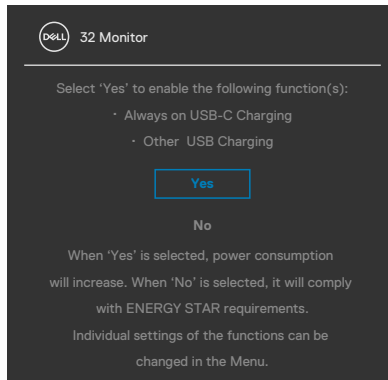 DELL
32 Monitor
Select ‘Yes’ to enable the following function(s):
· Always on USB-C Charging
· Other USB Charging
Yes
No
When ‘Yes’ is selected, power consumption
will increase. When ‘No’ is selected, it will comply
with ENERGY STAR requirements.
Individual settings of the functions can be
changed in the Menu.